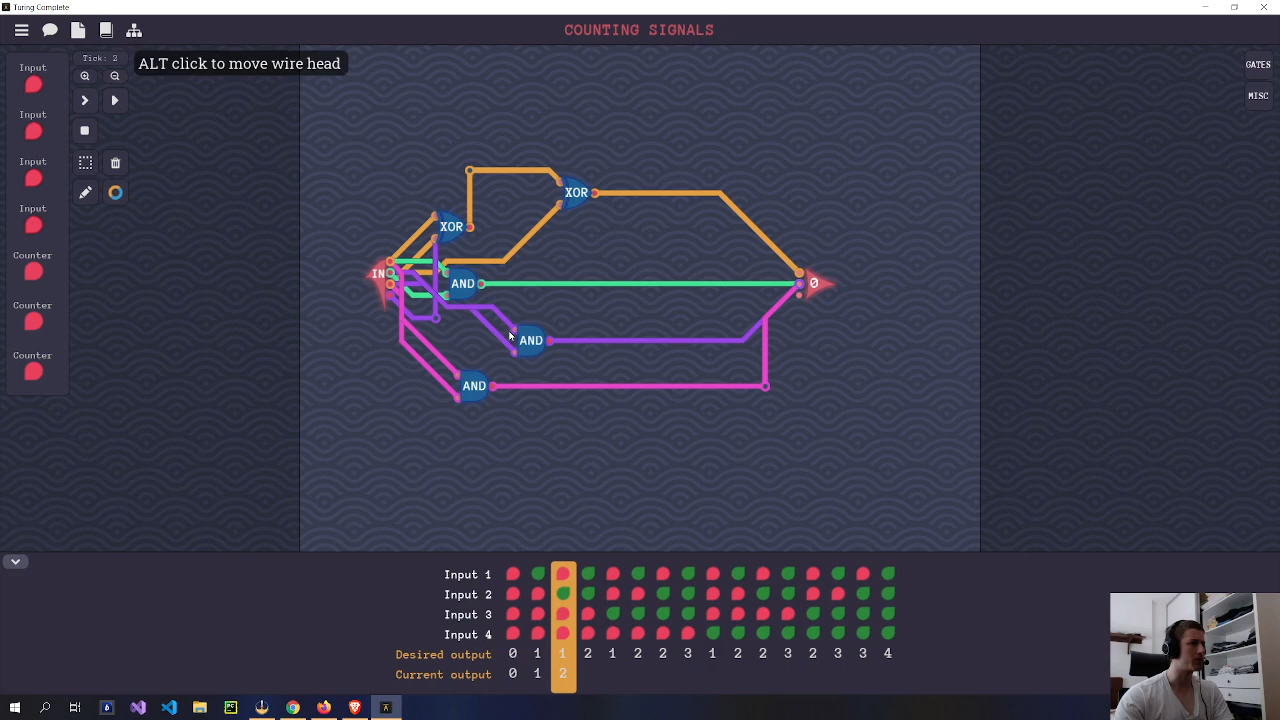 Turing Complete
COUNTING SIGNALS
Input
Tick: 2
ALT click to move wire head
GATES
MISC
Input
Input
Input
Counter
Counter
Counter
XOR
XOR
IN
AND
0
AND
AND
Input 1
Input 2
Input 3
Input 4
Desired output 0 1 1 2 1 2 2 3 1 2 2 3 2 3 3 4
Current output 0 1 2